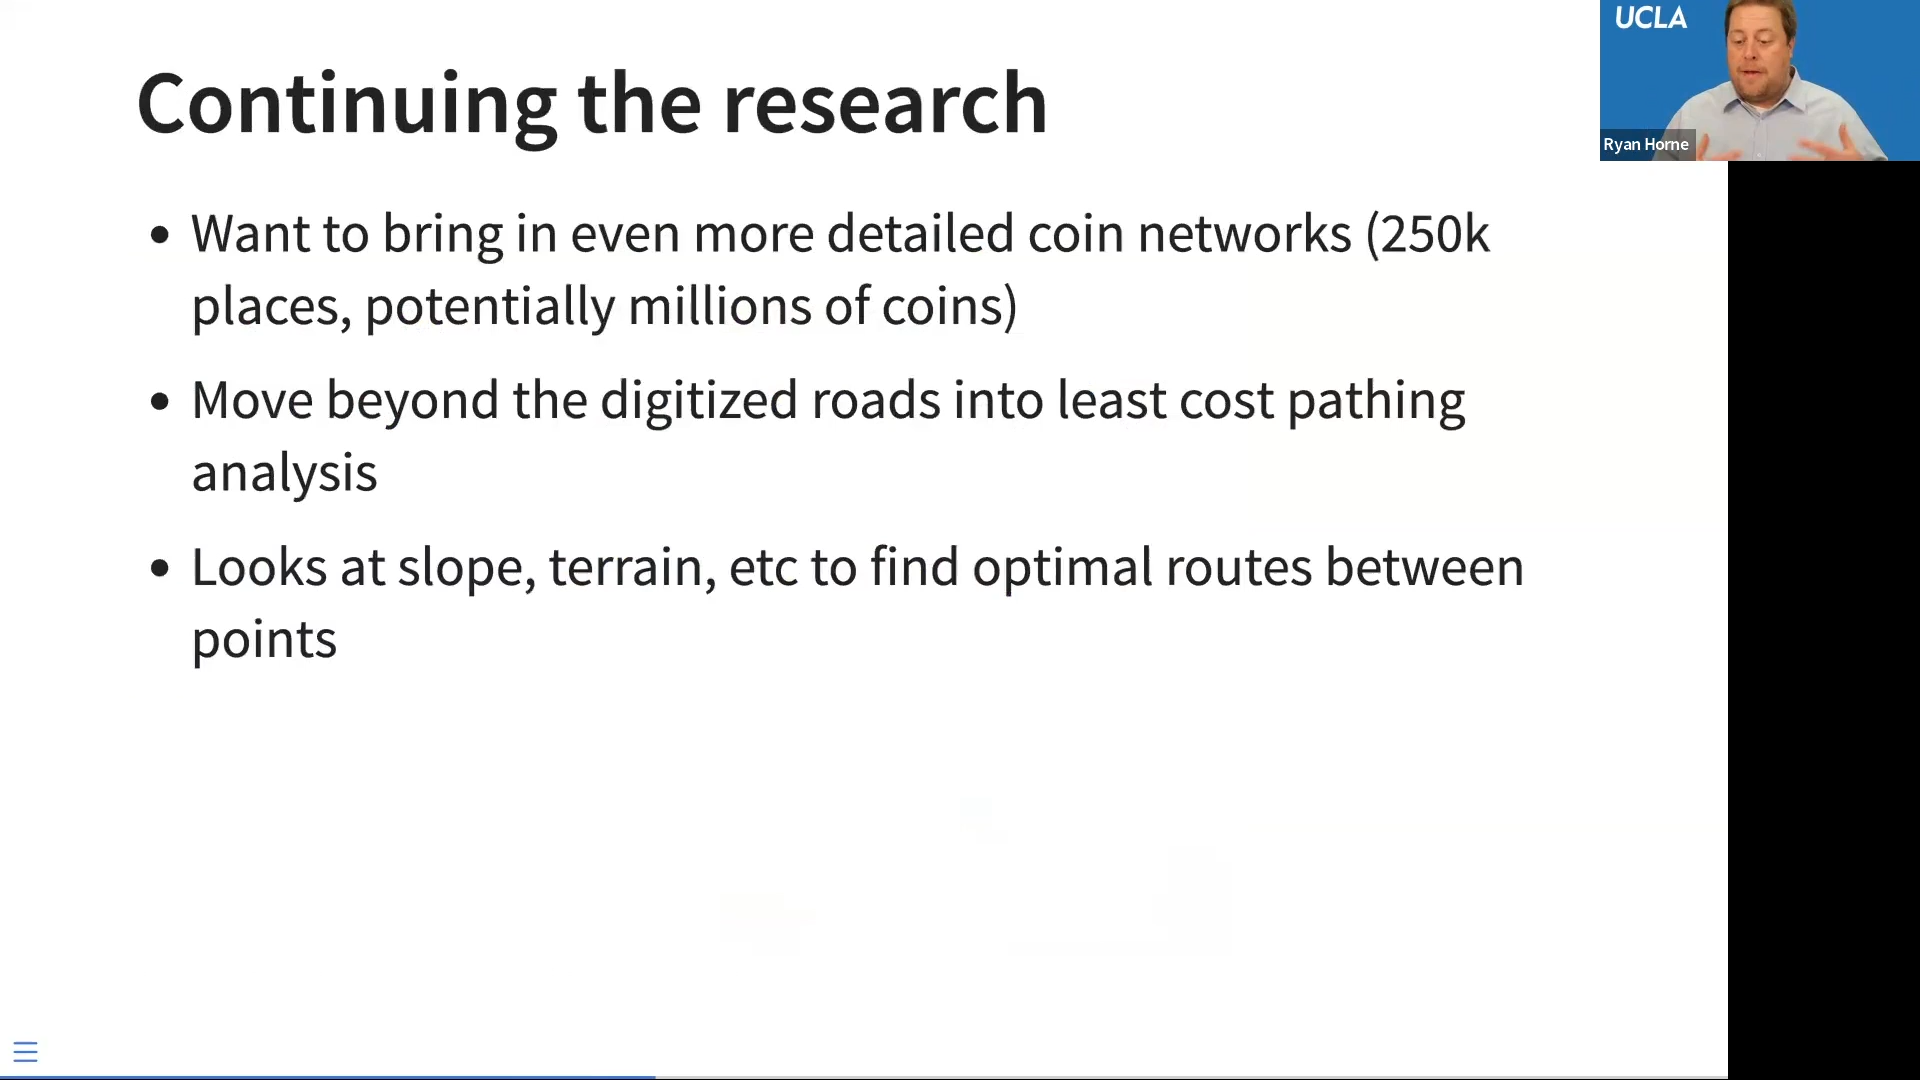 Continuing the research
• Want to bring in even more detailed coin networks (250k
places, potentially millions of coins)
• Move beyond the digitized roads into least cost pathing
analysis
• Looks at slope, terrain, etc to find optimal routes between
points
UCLA
Ryan Horne